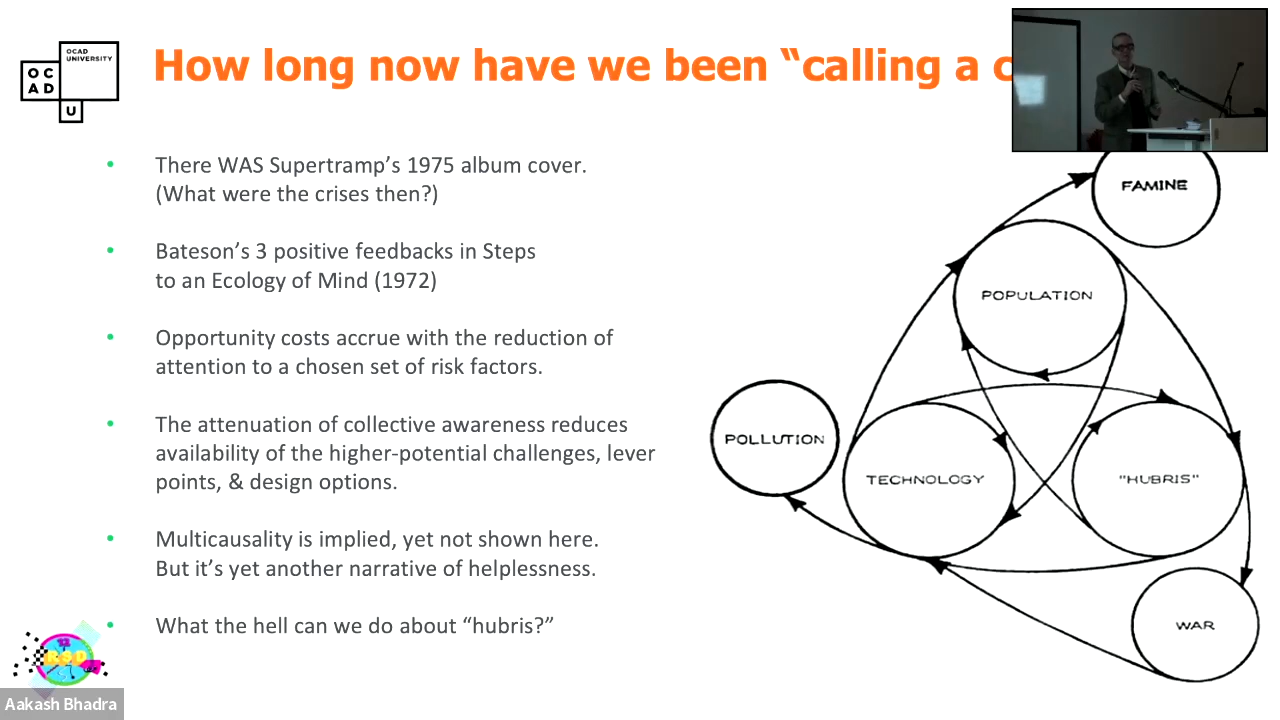 OCAD
UNIVERSITY
OC
AD
U
How long now have we been “calling a c
• There WAS Supertramp’s 1975 album cover.
(What were the crises then?)
• Bateson’s 3 positive feedbacks in Steps
to an Ecology of Mind (1972)
• Opportunity costs accrue with the reduction of
attention to a chosen set of risk factors.
• The attenuation of collective awareness reduces
availability of the higher-potential challenges, lever
points, & design options.
• Multicausality is implied, yet not shown here.
But it’s yet another narrative of helplessness.
• What the hell can we do about “hubris?”
FAMINE
POPULATION
POLLUTION
TECHNOLOGY
"HUBRIS"
WAR
RSD
Aakash Bhadra